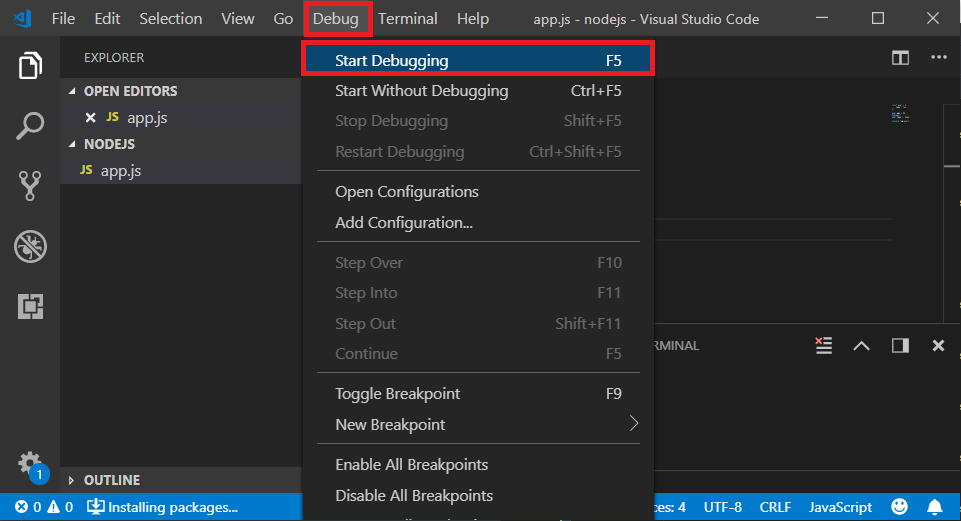 File Edit Selection View Go Debug Terminal Help app.js - nodejs - Visual Studio Code
EXPLORER
OPEN EDITORS
JS app.js
NODEJS
JS app.js
OUTLINE
Start Debugging F5
Start Without Debugging Ctrl+F5
Stop Debugging Shift+F5
Restart Debugging Ctrl+Shift+F5
Open Configurations
Add Configuration...
Step Over F10
Step Into F11
Step Out Shift+F11
Continue F5
Toggle Breakpoint F9
New Breakpoint
Enable All Breakpoints
Disable All Breakpoints
RMINAL
1
0 0 Installing packages... ces: 4 UTF-8 CRLF JavaScript